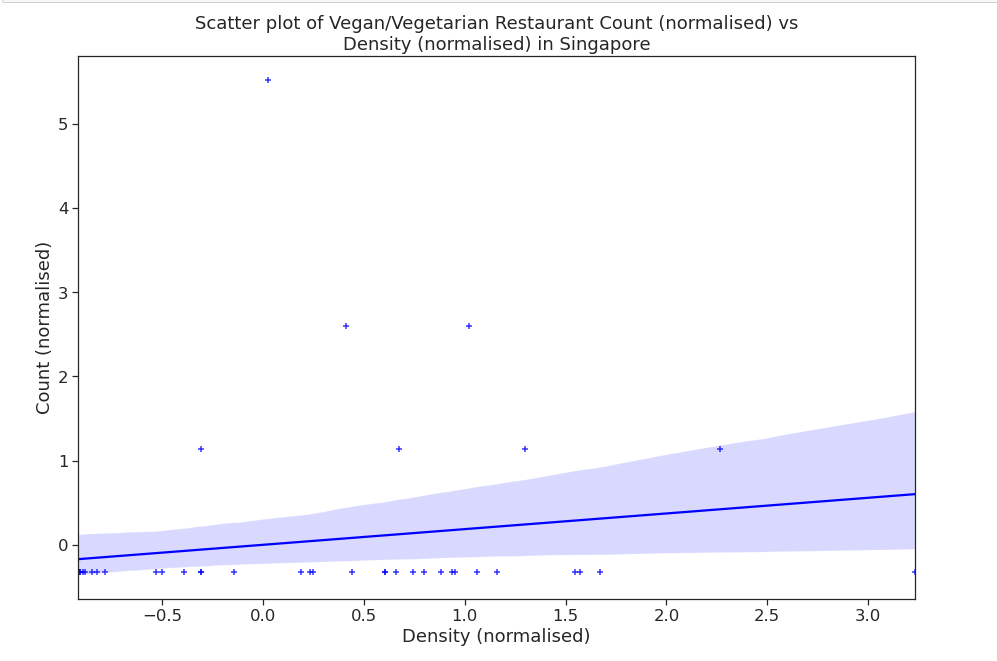 Scatter plot of Vegan/Vegetarian Restaurant Count (normalised) vs
Density (normalised) in Singapore
5
4
3
2
1
0
Count (normalised)
−0.5 0.0 0.5 1.0 1.5 2.0 2.5 3.0
Density (normalised)